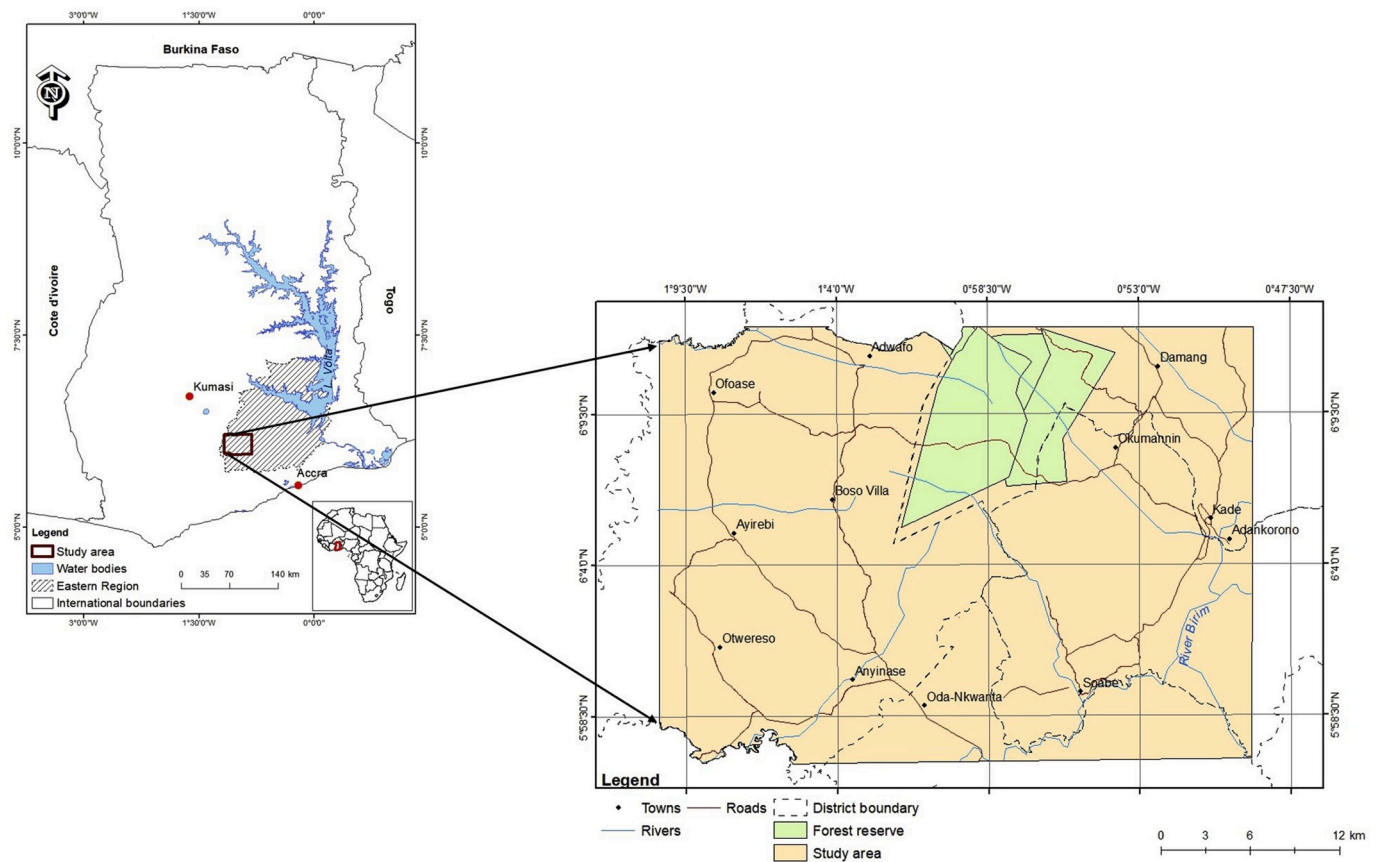 3°0'0"W 1°30'0"W 0°0'0"
Burkina Faso
N
10°0'0"N
10°0'0"N
Cote d'ivoire
Togo
7°30'0"N
7°30'0"N
L. Volta
Kumasi
Accra
5°0'0"N
5°0'0"N
Legend
Study area
Water bodies
Eastern Region
International boundaries
0 35 70 140 km
3°0'0"W 1°30'0"W 0°0'0"
1°9'30"W 1°4'0"W 0°58'30"W 0°53'0"W 0°47'30"W
Adwafo
Damang
Ofoase
6°9'30"N
6°9'30"N
Okumannin
Boso Villa
Kade
Ayirebi
Adankorono
6°4'0"N
6°4'0"N
River Birim
Otwereso
Anyinase
Soabe
Oda-Nkwanta
5°58'30"N
5°58'30"N
Legend
Towns Roads District boundary
Rivers Forest reserve
Study area
0 3 6 12 km